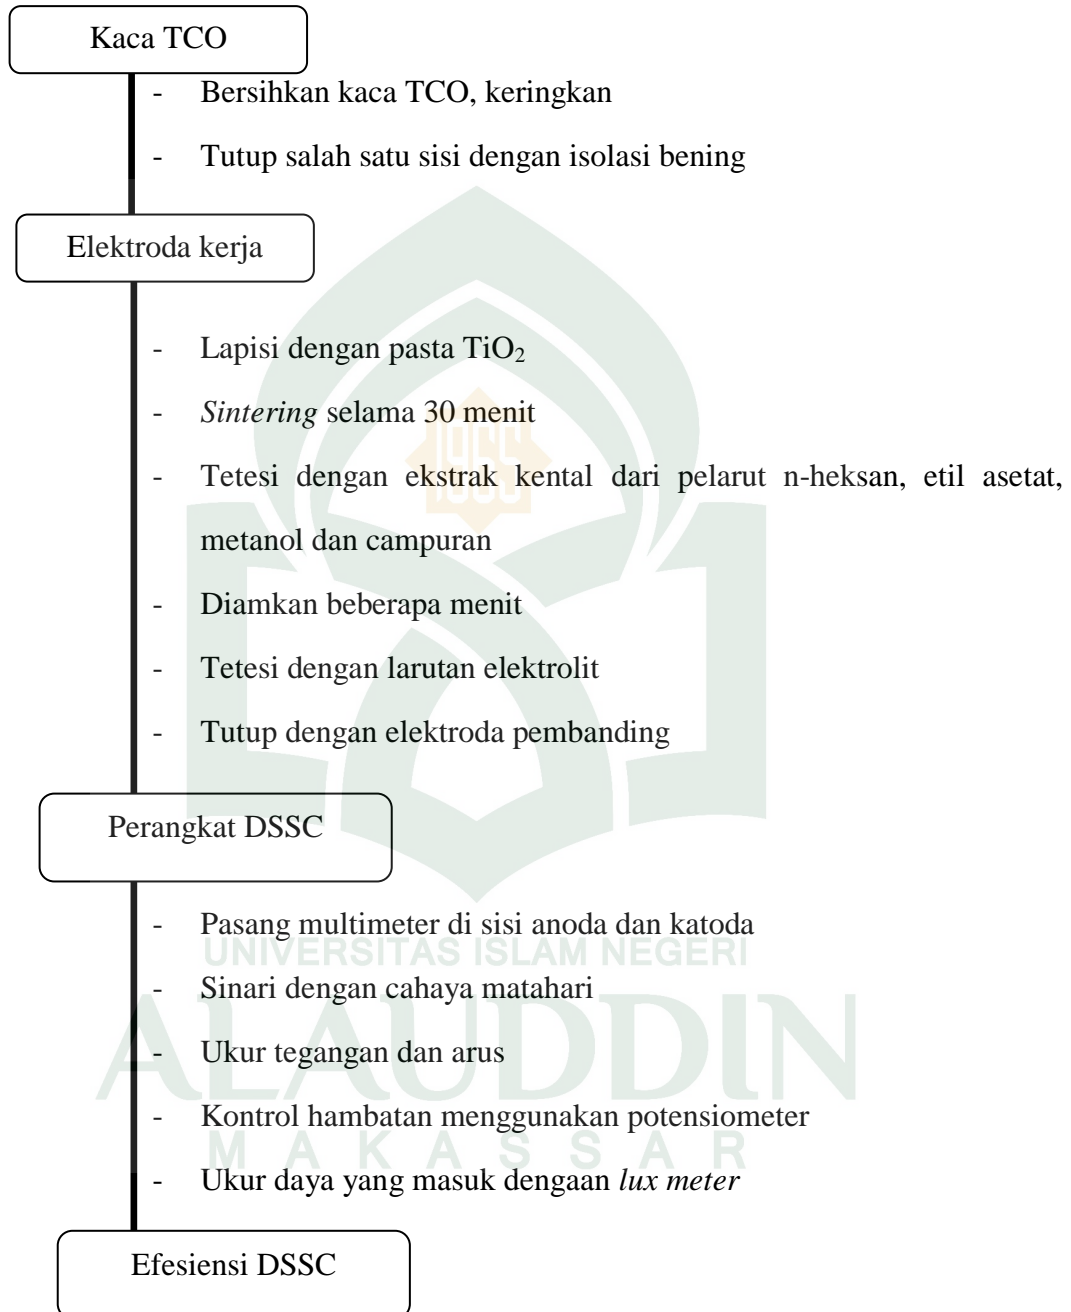 Kaca TCO
- Bersihkan kaca TCO, keringkan
- Tutup salah satu sisi dengan isolasi bening
Elektroda kerja
- Lapisi dengan pasta TiO₂
- Sintering selama 30 menit
- Tetesi dengan ekstrak kental dari pelarut n-heksan, etil asetat,
metanol dan campuran
- Diamkan beberapa menit
- Tetesi dengan larutan elektrolit
- Tutup dengan elektroda pembanding
Perangkat DSSC
- Pasang multimeter di sisi anoda dan katoda
UNIVERSITAS ISLAM NEGERI
- Sinari dengan cahaya matahari
ALAUDDIN
- Ukur tegangan dan arus
- Kontrol hambatan menggunakan potensiometer
MAKASSAR
- Ukur daya yang masuk dengaan lux meter
Efesiensi DSSC